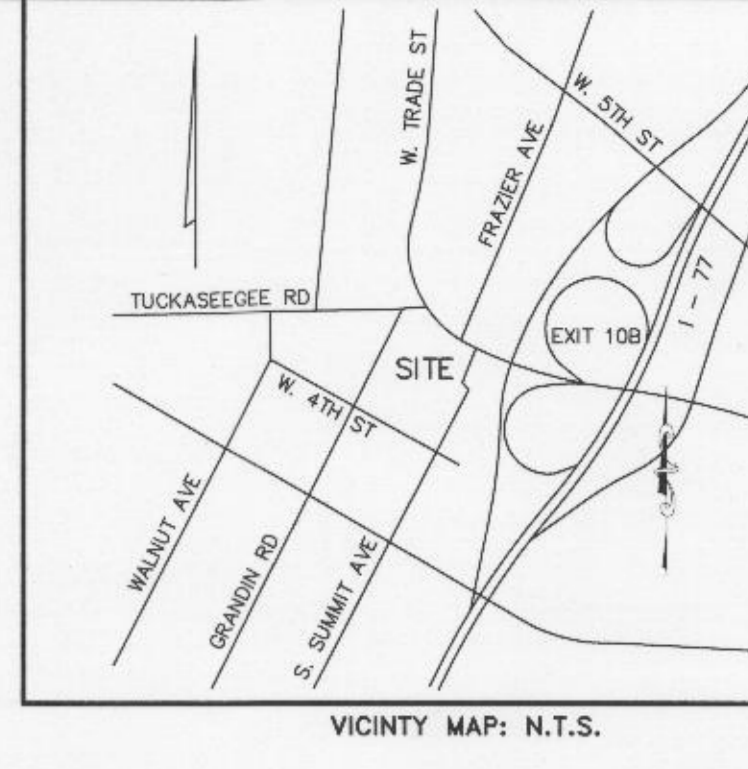 W. TRADE ST
FRAZIER AVE
W. 5TH ST
TUCKASEEGEE RD
I - 77
EXIT 10B
SITE
W. 4TH ST
WALNUT AVE
GRANDIN RD
S. SUMMIT AVE
VICINTY MAP: N.T.S.